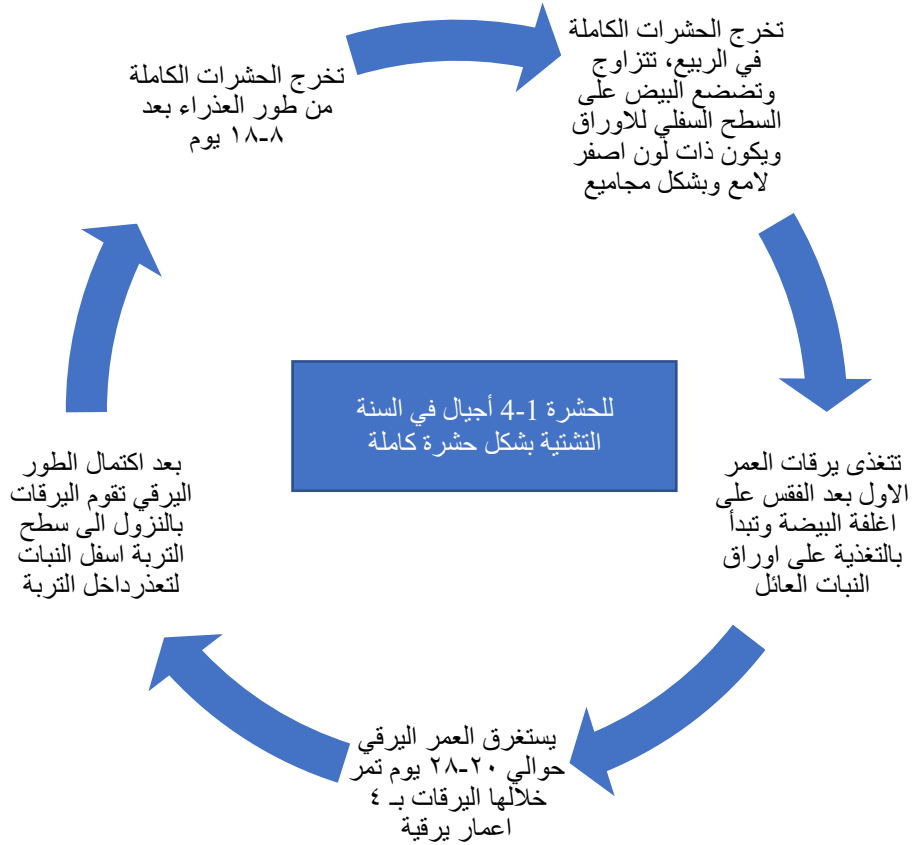 تخرج الحشرات الكاملة
في الربيع، تتزاوج
وتضضع البيض على
السطح السفلي للاوراق
ويكون ذات لون اصفر
لامع وبشكل مجاميع
تتغذى يرقات العمر
الاول بعد الفقس على
اغلفة البيضة وتبدأ
بالتغذية على اوراق
النبات العائل
يستغرق العمر اليرقي
حوالي ٢٠-٢٨ يوم تمر
خلالها اليرقات بـ ٤
اعمار يرقية
بعد اكتمال الطور
اليرقي تقوم اليرقات
بالنزول الى سطح
التربة اسفل النبات
لتعذرداخل التربة
تخرج الحشرات الكاملة
من طور العذراء بعد
٨-١٨ يوم
للحشرة 1-4 أجيال في السنة
التشتية بشكل حشرة كاملة